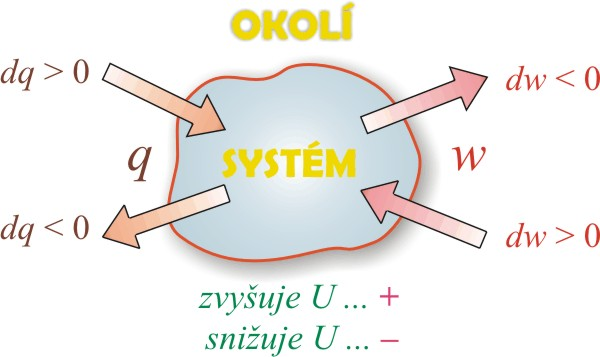 OKOLÍ
dq > 0
dw < 0
q
SYSTÉM
w
dq < 0
dw > 0
zvyšuje U ... +
snižuje U ... –